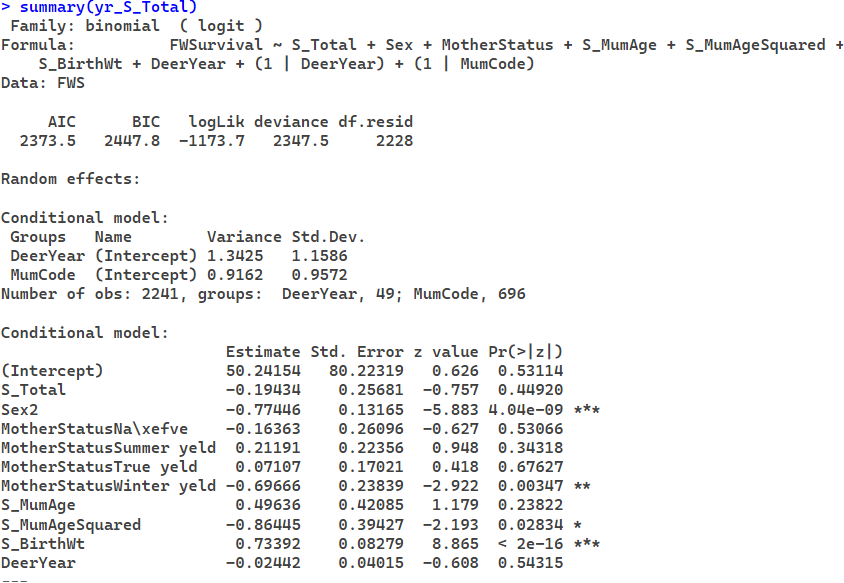 > summary(yr_S_Total)
 Family: binomial  ( logit )
Formula:          FWSurvival ~ S_Total + Sex + MotherStatus + S_MumAge + S_MumAgeSquared +
    S_BirthWt + DeerYear + (1 | DeerYear) + (1 | MumCode)
Data: FWS
     AIC      BIC   logLik deviance df.resid
  2373.5   2447.8  -1173.7   2347.5     2228
Random effects:
Conditional model:
 Groups   Name        Variance Std.Dev.
 DeerYear (Intercept) 1.3425   1.1586
 MumCode  (Intercept) 0.9162   0.9572
Number of obs: 2241, groups:  DeerYear, 49; MumCode, 696
Conditional model:
                          Estimate Std. Error z value Pr(>|z|)
(Intercept)               50.24154   80.22319   0.626  0.53114
S_Total                   -0.19434    0.25681  -0.757  0.44920
Sex2                      -0.77446    0.13165  -5.883 4.04e-09 ***
MotherStatusNa\xefve      -0.16363    0.26096  -0.627  0.53066
MotherStatusSummer yeld    0.21191    0.22356   0.948  0.34318
MotherStatusTrue yeld      0.07107    0.17021   0.418  0.67627
MotherStatusWinter yeld   -0.69666    0.23839  -2.922  0.00347 **
S_MumAge                   0.49636    0.42085   1.179  0.23822
S_MumAgeSquared           -0.86445    0.39427  -2.193  0.02834 *
S_BirthWt                  0.73392    0.08279   8.865  < 2e-16 ***
DeerYear                  -0.02442    0.04015  -0.608  0.54315
---